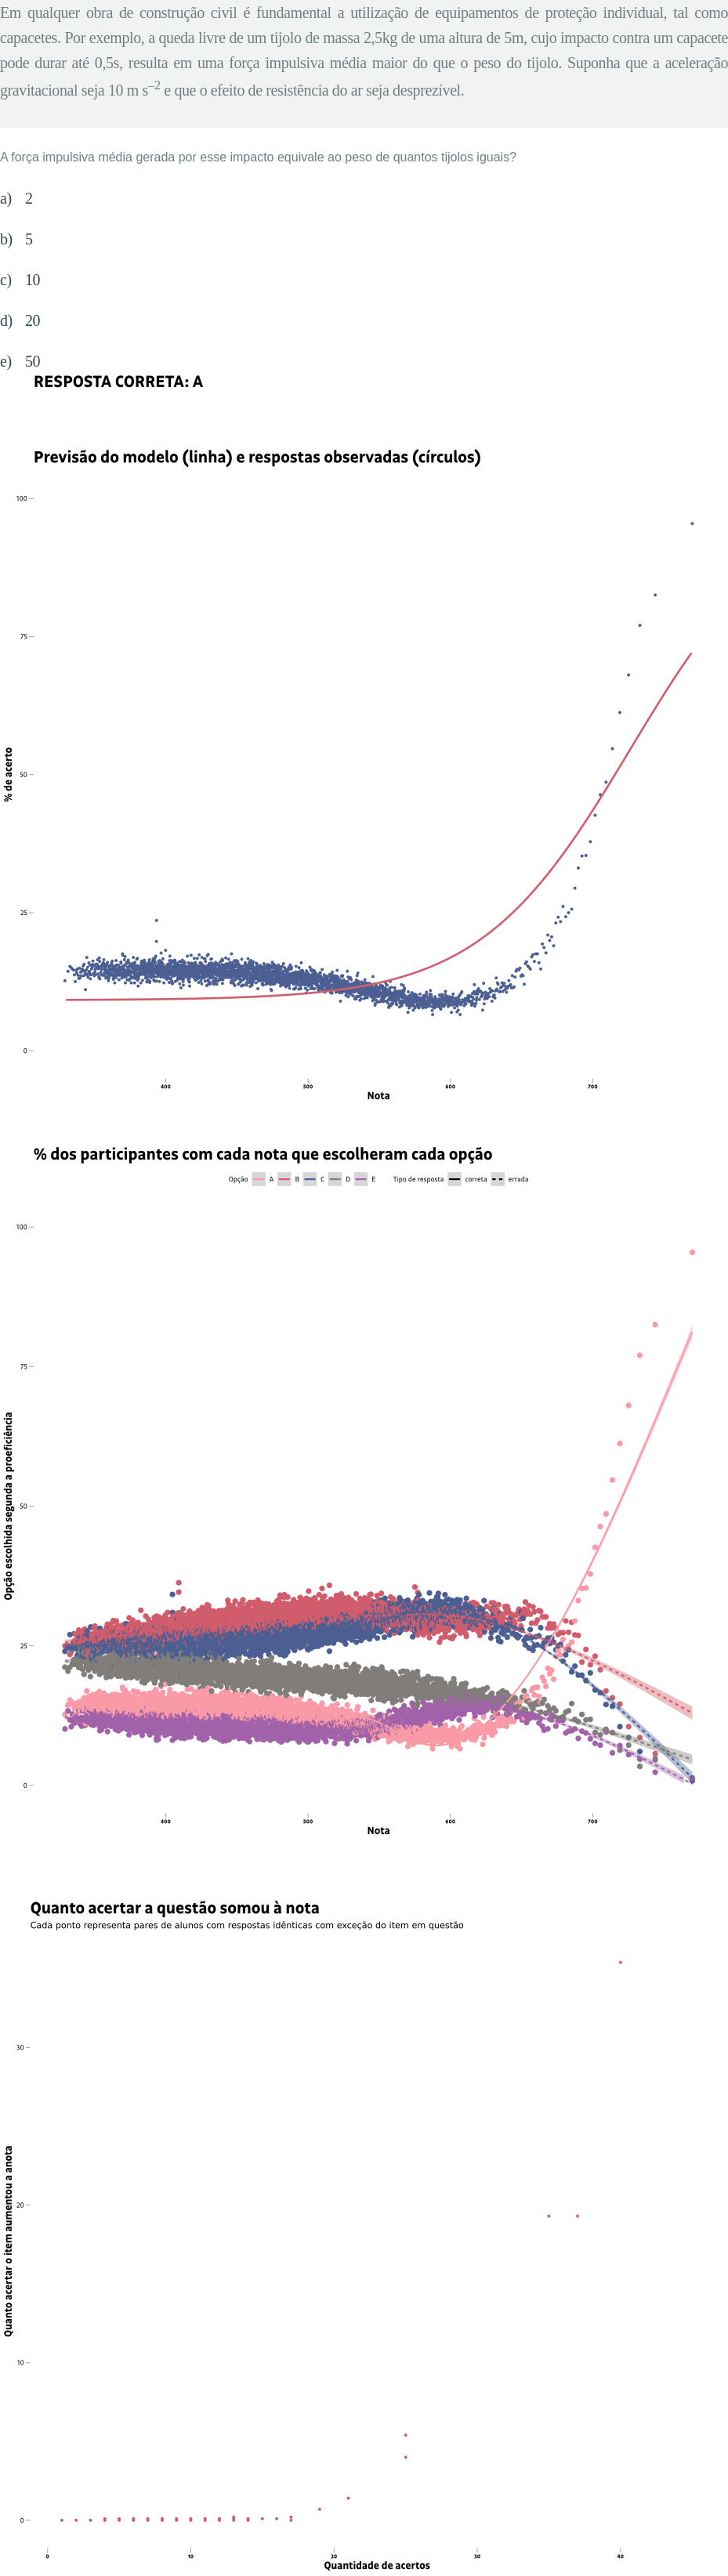 Em qualquer obra de construção civil é fundamental a utilização de equipamentos de proteção individual, tal como
capacetes. Por exemplo, a queda livre de um tijolo de massa 2,5kg de uma altura de 5m, cujo impacto contra um capacete
pode durar até 0,5s, resulta em uma força impulsiva média maior do que o peso do tijolo. Suponha que a aceleração
gravitacional seja 10 m s⁻² e que o efeito de resistência do ar seja desprezível.
A força impulsiva média gerada por esse impacto equivale ao peso de quantos tijolos iguais?
a) 2
b) 5
c) 10
d) 20
e) 50
RESPOSTA CORRETA: A
Previsão do modelo (linha) e respostas observadas (círculos)
100
75
50
25
0
% de acerto
400 500 600 700
Nota
% dos participantes com cada nota que escolheram cada opção
Opção A B C D E Tipo de resposta correta errada
100
75
50
25
0
Opção escolhida segunda a proeficiência
400 500 600 700
Nota
Quanto acertar a questão somou à nota
Cada ponto representa pares de alunos com respostas idênticas com exceção do item em questão
30
20
10
0
Quanto acertar o item aumentou a anota
0 10 20 30 40
Quantidade de acertos